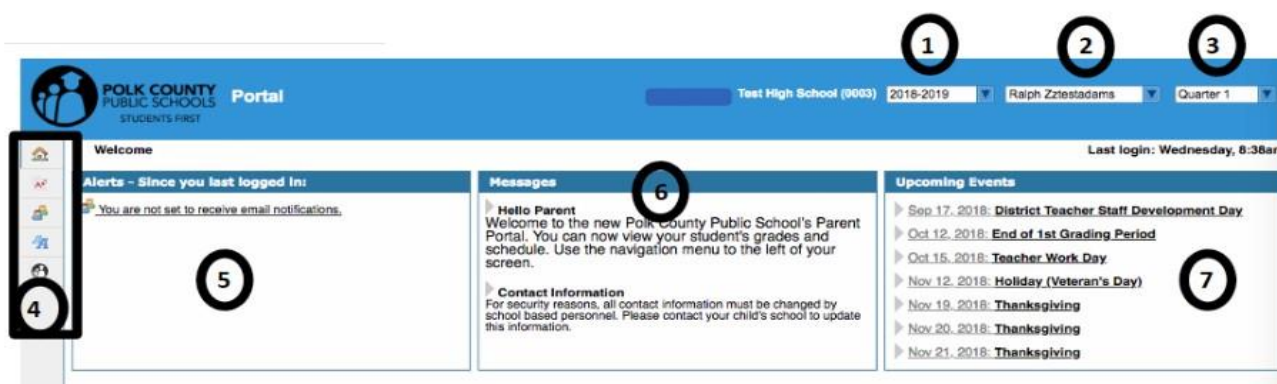 1
2
3
POLK COUNTY
PUBLIC SCHOOLS
STUDENTS FIRST
Portal
Test High School (0003)
2018-2019
Ralph Zztestadams
Quarter 1
Welcome
Last login: Wednesday, 8:38am
Alerts - Since you last logged in:
You are not set to receive email notifications.
4
5
Messages
6
Hello Parent
Welcome to the new Polk County Public School's Parent
Portal. You can now view your student's grades and
schedule. Use the navigation menu to the left of your
screen.
Contact Information
For security reasons, all contact information must be changed by
school based personnel. Please contact your child's school to update
this information.
Upcoming Events
Sep 17, 2018: District Teacher Staff Development Day
Oct 12, 2018: End of 1st Grading Period
Oct 15, 2018: Teacher Work Day
Nov 12, 2018: Holiday (Veteran's Day)
Nov 19, 2018: Thanksgiving
Nov 20, 2018: Thanksgiving
Nov 21, 2018: Thanksgiving
7